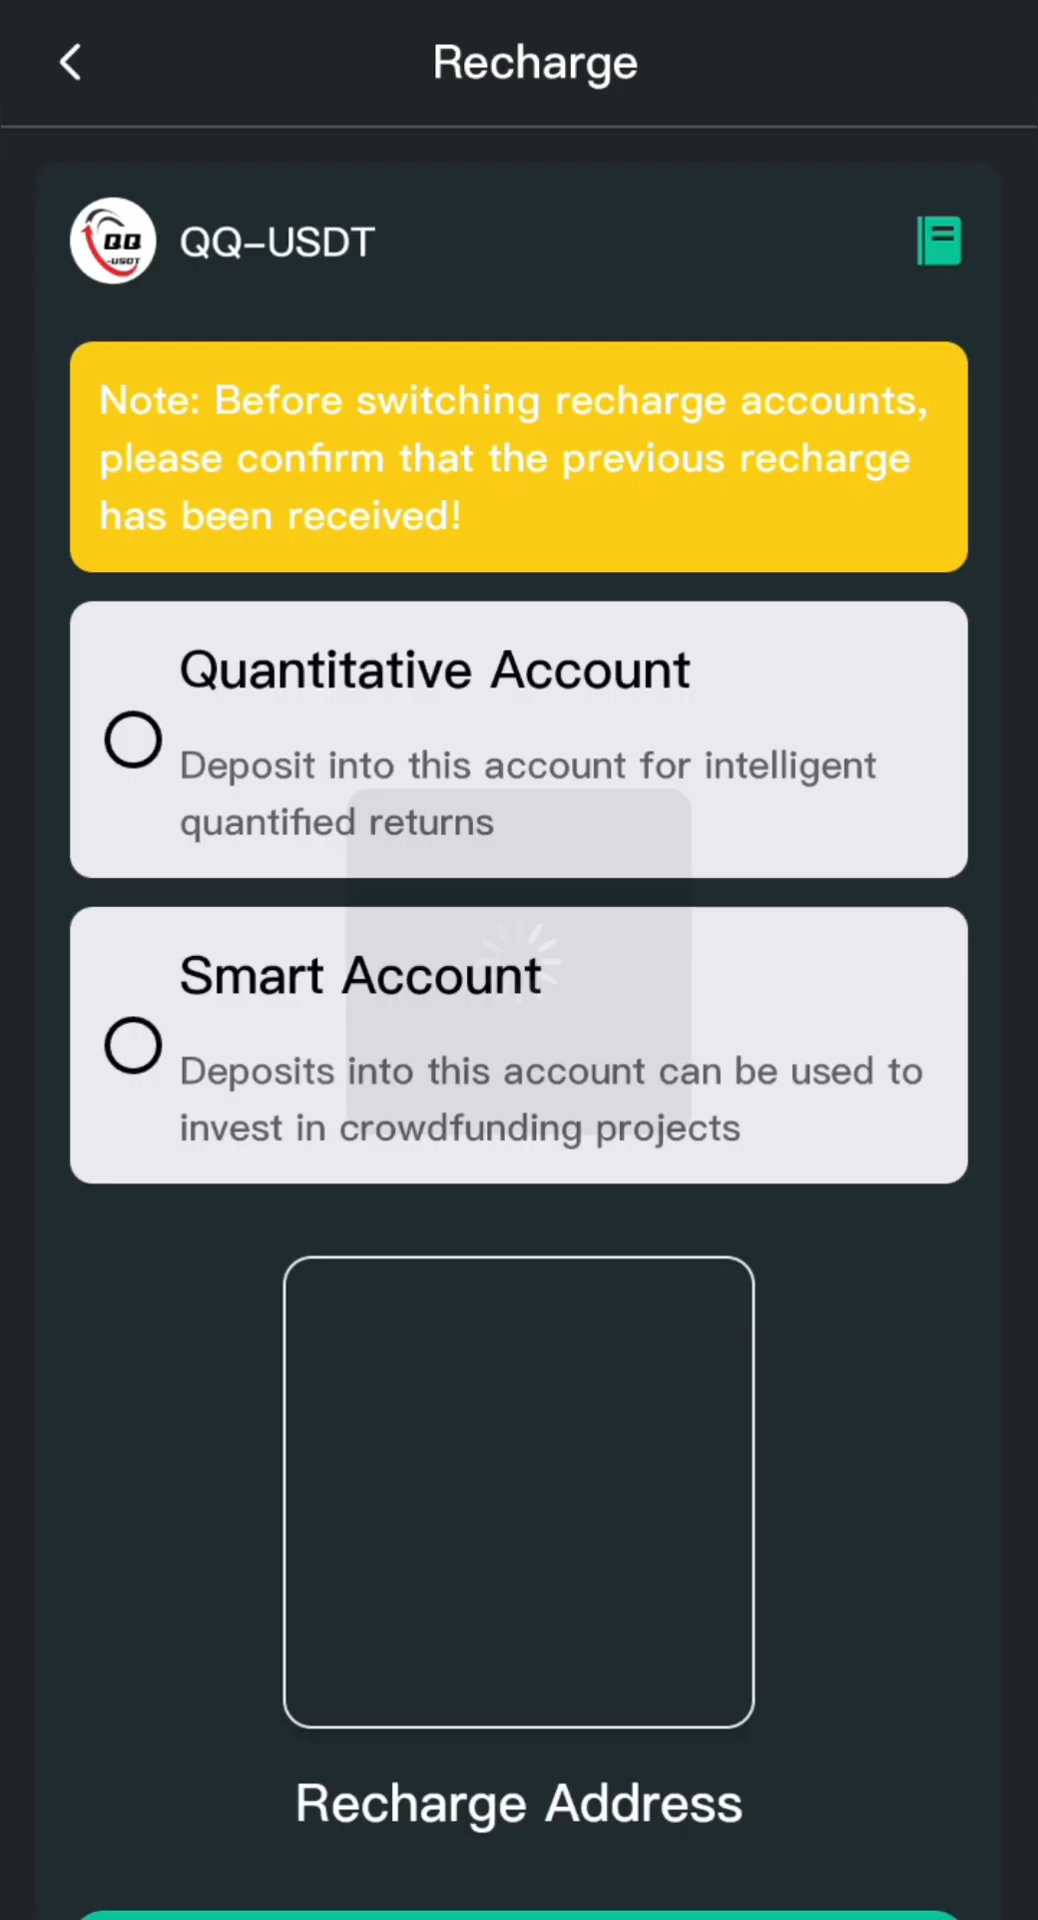 Recharge
QQ
-USDT
QQ-USDT
Note: Before switching recharge accounts,
please confirm that the previous recharge
has been received!
Quantitative Account
Deposit into this account for intelligent
quantified returns
Smart Account
Deposits into this account can be used to
invest in crowdfunding projects
Recharge Address